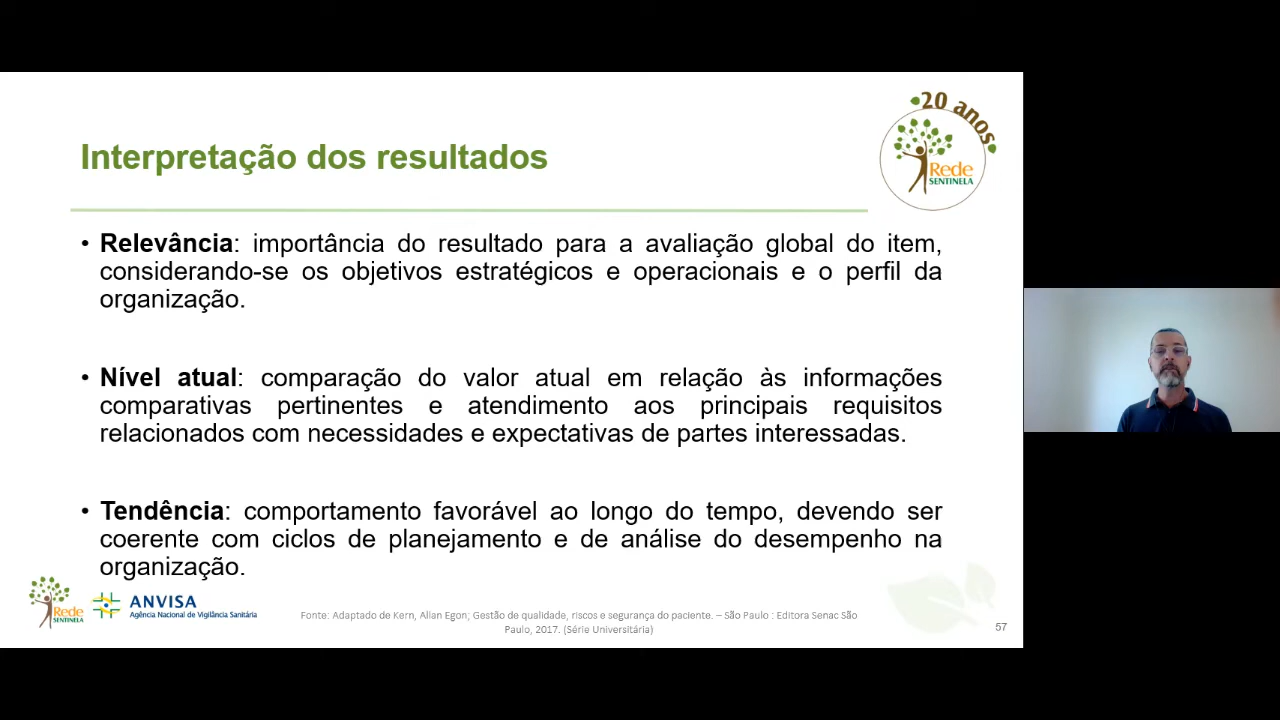 20 anos
Rede
SENTINELA
Interpretação dos resultados
• Relevância: importância do resultado para a avaliação global do item,
considerando-se os objetivos estratégicos e operacionais e o perfil da
organização.
• Nível atual: comparação do valor atual em relação às informações
comparativas pertinentes e atendimento aos principais requisitos
relacionados com necessidades e expectativas de partes interessadas.
• Tendência: comportamento favorável ao longo do tempo, devendo ser
coerente com ciclos de planejamento e de análise do desempenho na
organização.
Rede
SENTINELA
ANVISA
Agência Nacional de Vigilância Sanitária
Fonte: Adaptado de Kern, Allan Egon; Gestão de qualidade, riscos e segurança do paciente. – São Paulo : Editora Senac São
Paulo, 2017. (Série Universitária)
57